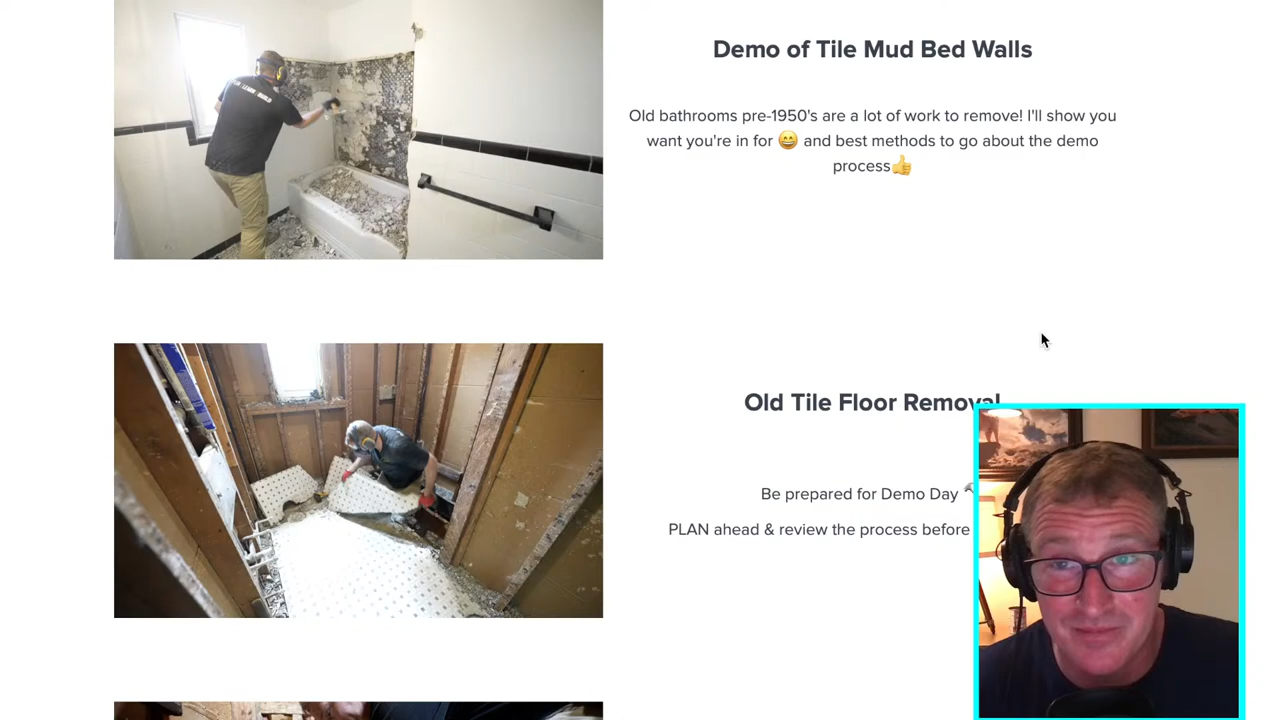 Demo of Tile Mud Bed Walls
Old bathrooms pre-1950's are a lot of work to remove! I'll show you
want you're in for 😄 and best methods to go about the demo
process👍
Old Tile Floor Removal
Be prepared for Demo Day
PLAN ahead & review the process before